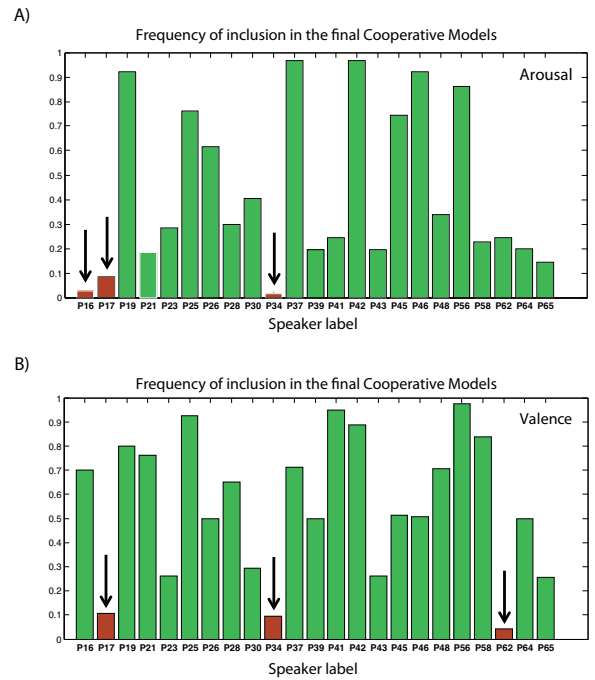 A)
Frequency of inclusion in the final Cooperative Models
Arousal
1
0.9
0.8
0.7
0.6
0.5
0.4
0.3
0.2
0.1
0
P16 P17 P19 P21 P23 P25 P26 P28 P30 P34 P37 P39 P41 P42 P43 P45 P46 P48 P56 P58 P62 P64 P65
Speaker label
B)
Frequency of inclusion in the final Cooperative Models
Valence
1
0.9
0.8
0.7
0.6
0.5
0.4
0.3
0.2
0.1
0
P16 P17 P19 P21 P23 P25 P26 P28 P30 P34 P37 P39 P41 P42 P43 P45 P46 P48 P56 P58 P62 P64 P65
Speaker label